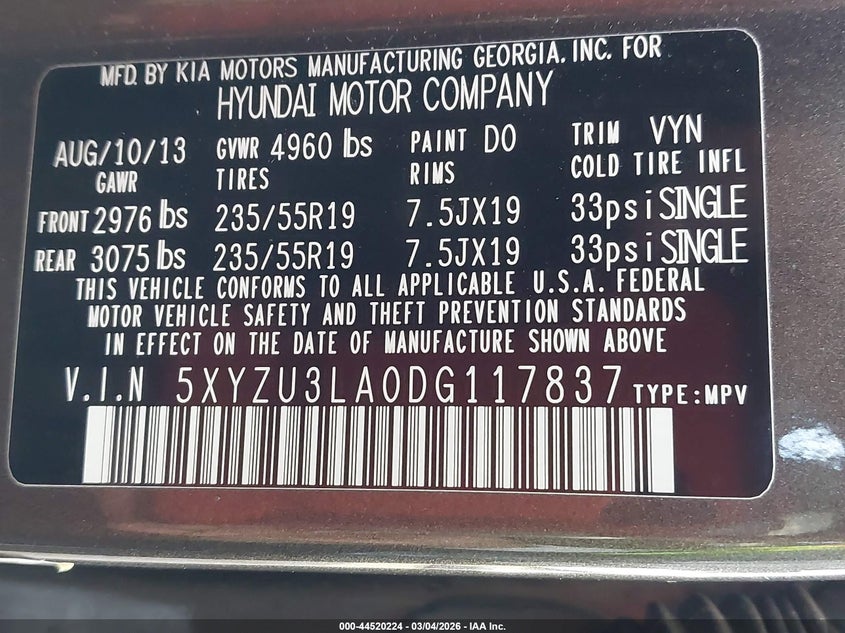 MFD. BY KIA MOTORS MANUFACTURING GEORGIA, INC. FOR
HYUNDAI MOTOR COMPANY
AUG/10/13 GVWR 4960 lbs PAINT DO TRIM VYN
GAWR TIRES RIMS COLD TIRE INFL
FRONT 2976 lbs 235/55R19 7.5JX19 33psi SINGLE
REAR 3075 lbs 235/55R19 7.5JX19 33psi SINGLE
THIS VEHICLE CONFORMS TO ALL APPLICABLE U.S.A. FEDERAL
MOTOR VEHICLE SAFETY AND THEFT PREVENTION STANDARDS
IN EFFECT ON THE DATE OF MANUFACTURE SHOWN ABOVE
V.I.N 5XYZU3LA0DG117837 TYPE:MPV
000-44520224 - 03/04/2026 - IAA Inc.